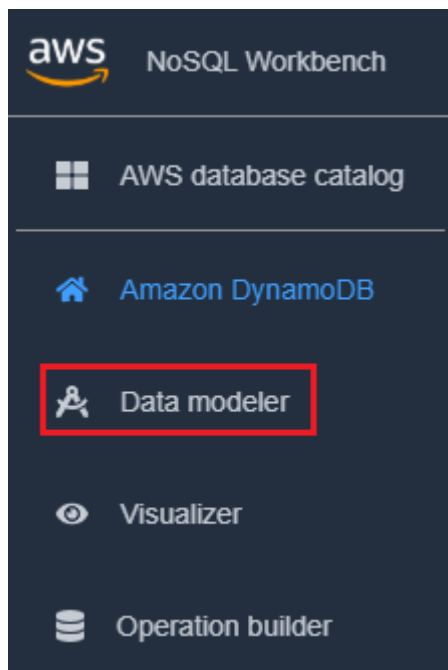 aws
NoSQL Workbench
AWS database catalog
Amazon DynamoDB
Data modeler
Visualizer
Operation builder